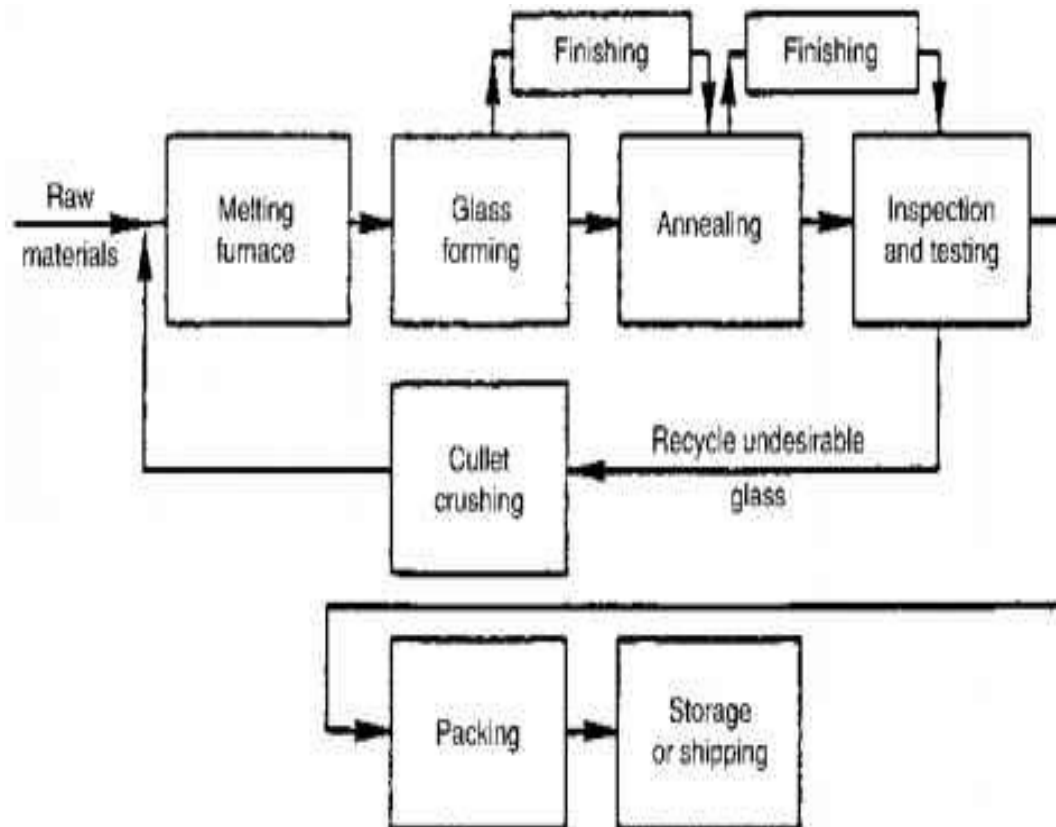 Finishing
Finishing
Raw
materials
Melting
furnace
Glass
forming
Annealing
Inspection
and testing
Cullet
crushing
Recycle undesirable
glass
Packing
Storage
or shipping